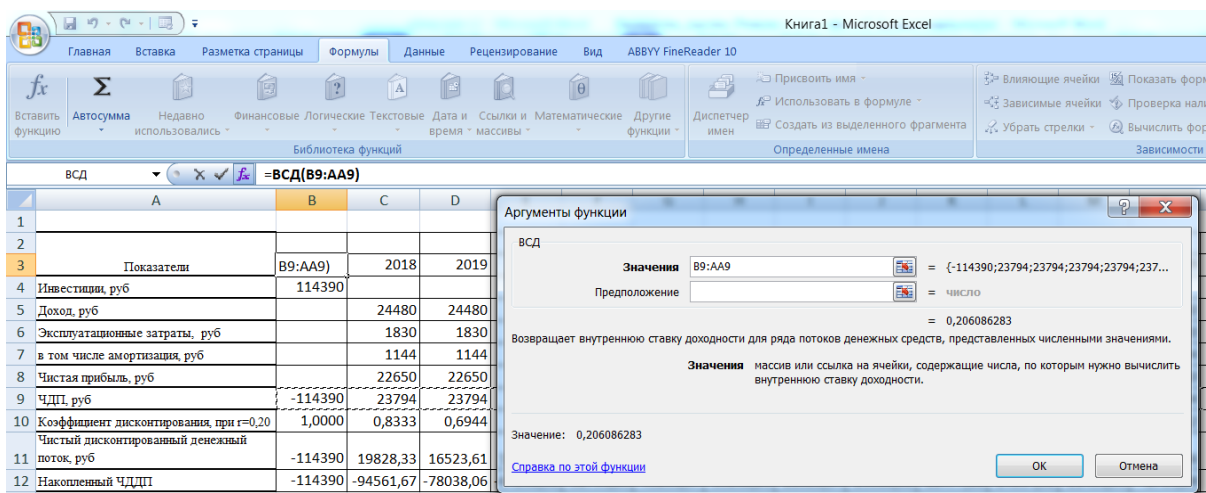 Книга1 - Microsoft Excel
Главная Вставка Разметка страницы Формулы Данные Рецензирование Вид ABBYY FineReader 10
Вставить функцию Автосумма Недавно использовались Финансовые Логические Текстовые Дата и время Ссылки и массивы Математические Другие функции
Диспетчер имен
Присвоить имя
Использовать в формуле
Создать из выделенного фрагмента
Влияющие ячейки Показать форм
Зависимые ячейки Проверка нали
Убрать стрелки Вычислить фор
Библиотека функций Определенные имена Зависимости
ВСД fx =ВСД(B9:AA9)
A B C D
1
2
3 Показатели B9:AA9) 2018 2019
4 Инвестиции, руб 114390
5 Доход, руб 24480 24480
6 Эксплуатационные затраты, руб 1830 1830
7 в том числе амортизация, руб 1144 1144
8 Чистая прибыль, руб 22650 22650
9 ЧДП, руб -114390 23794 23794
10 Коэффициент дисконтирования, при r=0,20 1,0000 0,8333 0,6944
Чистый дисконтированный денежный
11 поток, руб -114390 19828,33 16523,61
12 Накопленный ЧДДП -114390 -94561,67 -78038,06
Аргументы функции
ВСД
Значения B9:AA9 = {-114390;23794;23794;23794;23794;237...
Предположение = число
= 0,206086283
Возвращает внутреннюю ставку доходности для ряда потоков денежных средств, представленных численными значениями.
Значения массив или ссылка на ячейки, содержащие числа, по которым нужно вычислить
внутреннюю ставку доходности.
Значение: 0,206086283
Справка по этой функции ОК Отмена